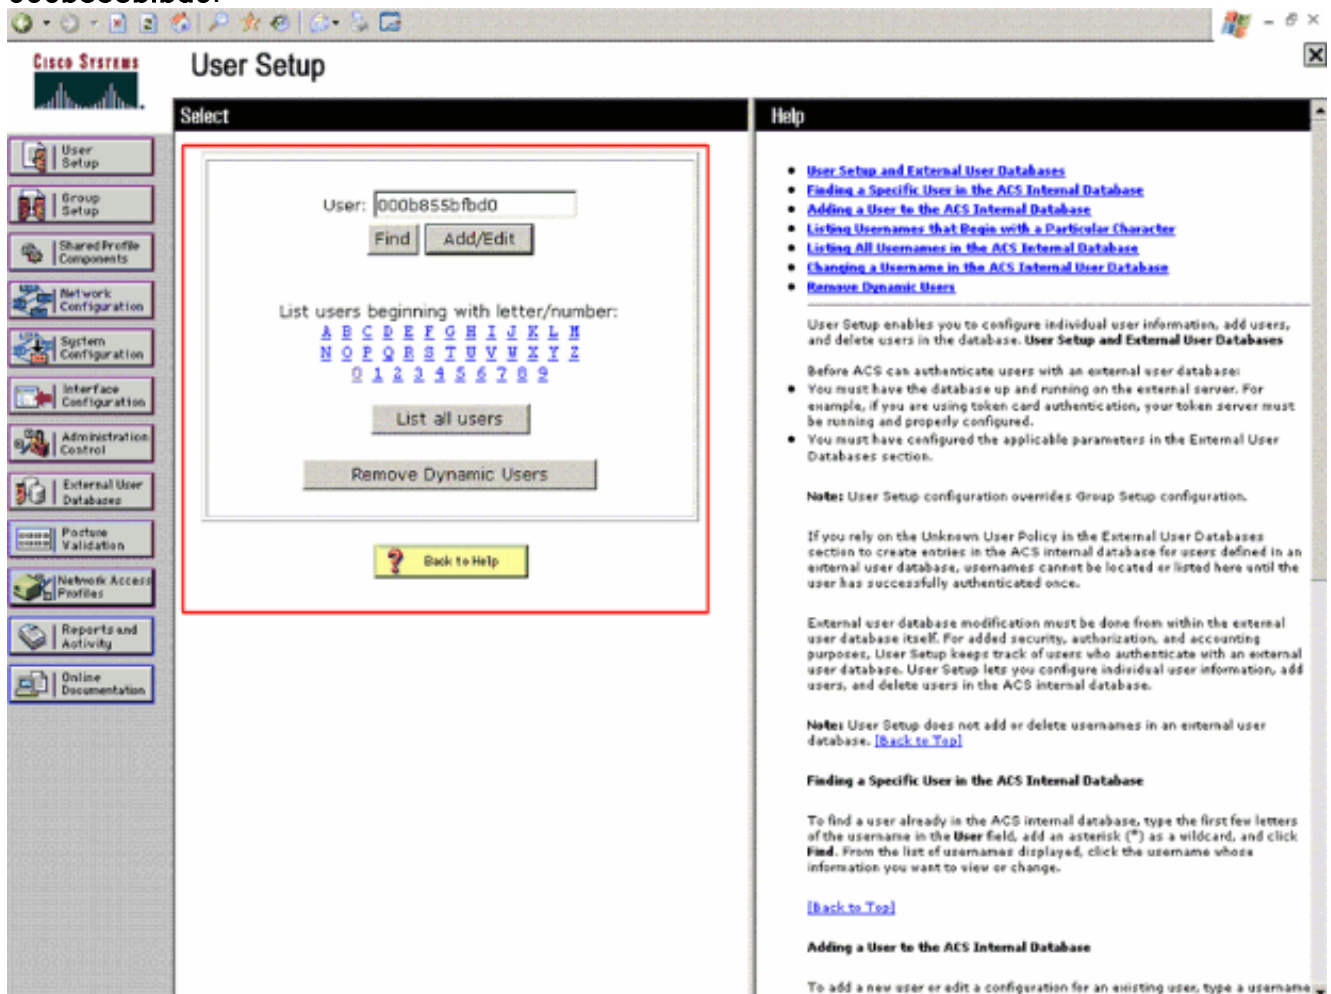 000b855bfbd0.
CISCO SYSTEMS
User Setup
Select
Help
User
Setup
Group
Setup
Shared Profile
Components
Network
Configuration
System
Configuration
Interface
Configuration
Administration
Control
External User
Databases
Posture
Validation
Network Access
Profiles
Reports and
Activity
Online
Documentation
User: 000b855bfbd0
Find Add/Edit
List users beginning with letter/number:
A B C D E F G H I J K L M
N O P Q R S T U V W X Y Z
0 1 2 3 4 5 6 7 8 9
List all users
Remove Dynamic Users
Back to Help
User Setup and External User Databases
Finding a Specific User in the ACS Internal Database
Adding a User to the ACS Internal Database
Listing Usernames that Begin with a Particular Character
Listing All Usernames in the ACS Internal Database
Changing a Username in the ACS Internal User Database
Remove Dynamic Users
User Setup enables you to configure individual user information, add users,
and delete users in the database. User Setup and External User Databases
Before ACS can authenticate users with an external user database:
You must have the database up and running on the external server. For
example, if you are using token card authentication, your token server must
be running and properly configured.
You must have configured the applicable parameters in the External User
Databases section.
Note: User Setup configuration overrides Group Setup configuration.
If you rely on the Unknown User Policy in the External User Databases
section to create entries in the ACS internal database for users defined in an
external user database, usernames cannot be located or listed here until the
user has successfully authenticated once.
External user database modification must be done from within the external
user database itself. For added security, authorization, and accounting
purposes, User Setup keeps track of users who authenticate with an external
user database. User Setup lets you configure individual user information, add
users, and delete users in the ACS internal database.
Note: User Setup does not add or delete usernames in an external user
database. [Back to Top]
Finding a Specific User in the ACS Internal Database
To find a user already in the ACS internal database, type the first few letters
of the username in the User field, add an asterisk (*) as a wildcard, and click
Find. From the list of usernames displayed, click the username whose
information you want to view or change.
[Back to Top]
Adding a User to the ACS Internal Database
To add a new user or edit a configuration for an existing user, type a username